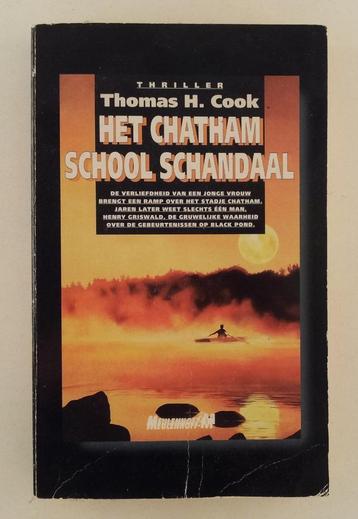 THRILLER
Thomas H. Cook
HET CHATHAM
SCHOOL SCHANDAAL
DE VERLIEFDHEID VAN EEN JONGE VROUW
BRENGT EEN RAMP OVER HET STADJE CHATHAM.
JAREN LATER WEET SLECHTS ÉÉN MAN,
HENRY GRISWALD, DE GRUWELIJKE WAARHEID
OVER DE GEBEURTENISSEN OP BLACK POND.
MEULENHOFF-M